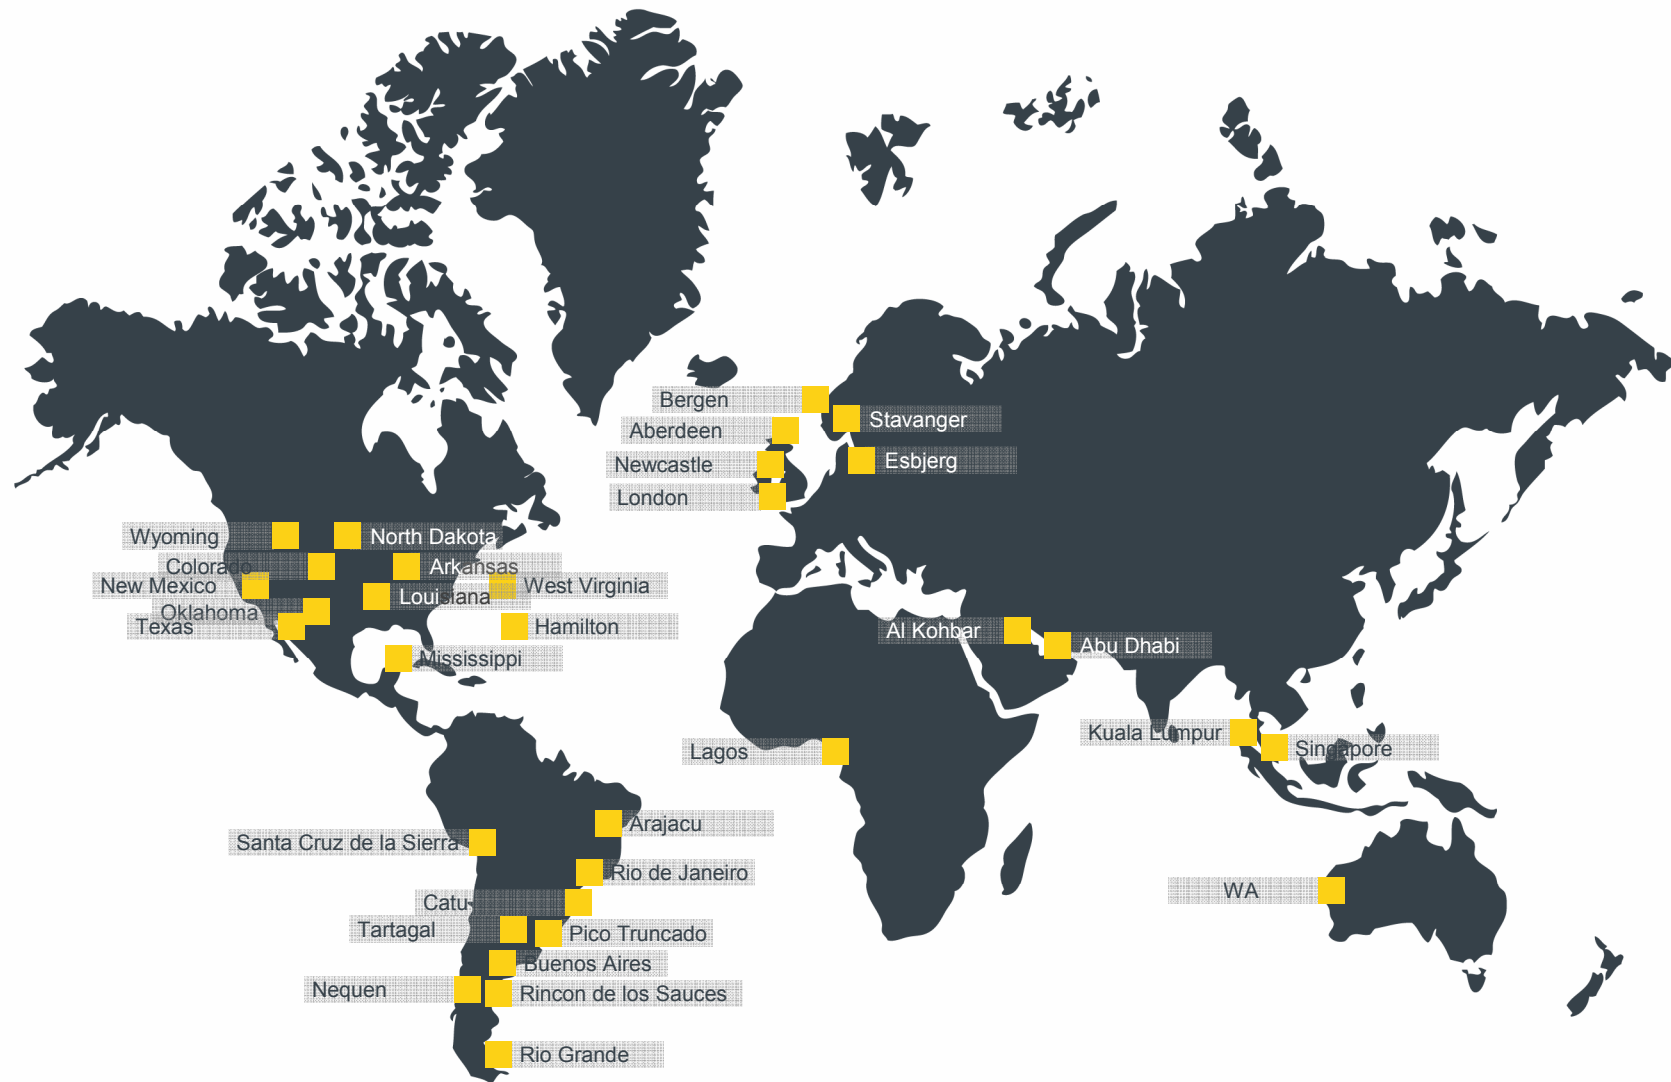 Bergen
Stavanger
Aberdeen
Esbjerg
Newcastle
London
Wyoming
North Dakota
Colorado
Arkansas
New Mexico
West Virginia
Louisiana
Oklahoma
Texas
Hamilton
Al Kohbar
Abu Dhabi
Mississippi
Kuala Lumpur
Singapore
Lagos
Arajacu
Santa Cruz de la Sierra
Rio de Janeiro
WA
Catu
Tartagal
Pico Truncado
Buenos Aires
Nequen
Rincon de los Sauces
Rio Grande